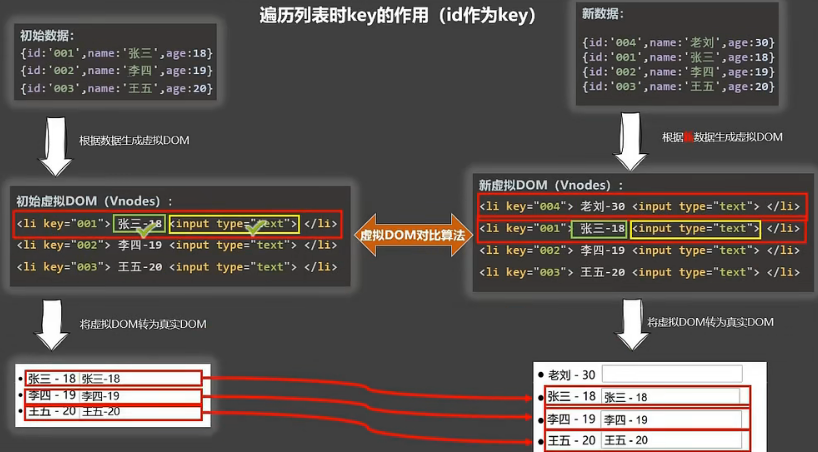 遍历列表时key的作用（id作为key）
初始数据：
{id:'001',name:'张三',age:18}
{id:'002',name:'李四',age:19}
{id:'003',name:'王五',age:20}
新数据：
{id:'004',name:'老刘',age:30}
{id:'001',name:'张三',age:18}
{id:'002',name:'李四',age:19}
{id:'003',name:'王五',age:20}
根据数据生成虚拟DOM
根据 数据生成虚拟DOM
初始虚拟DOM（Vnodes）：
<li key="001"> 张三-18 <input type="text"> </li>
<li key="002"> 李四-19 <input type="text"> </li>
<li key="003"> 王五-20 <input type="text"> </li>
虚拟DOM对比算法
新虚拟DOM（Vnodes）：
<li key="004"> 老刘-30 <input type="text"> </li>
<li key="001"> 张三-18 <input type="text"> </li>
<li key="002"> 李四-19 <input type="text"> </li>
<li key="003"> 王五-20 <input type="text"> </li>
将虚拟DOM转为真实DOM
将虚拟DOM转为真实DOM
• 张三 - 18 张三-18
• 李四 - 19 李四-19
• 王五 - 20 王五-20
• 老刘 - 30
• 张三 - 18 张三 - 18
• 李四 - 19 李四 - 19
• 王五 - 20 王五 - 20